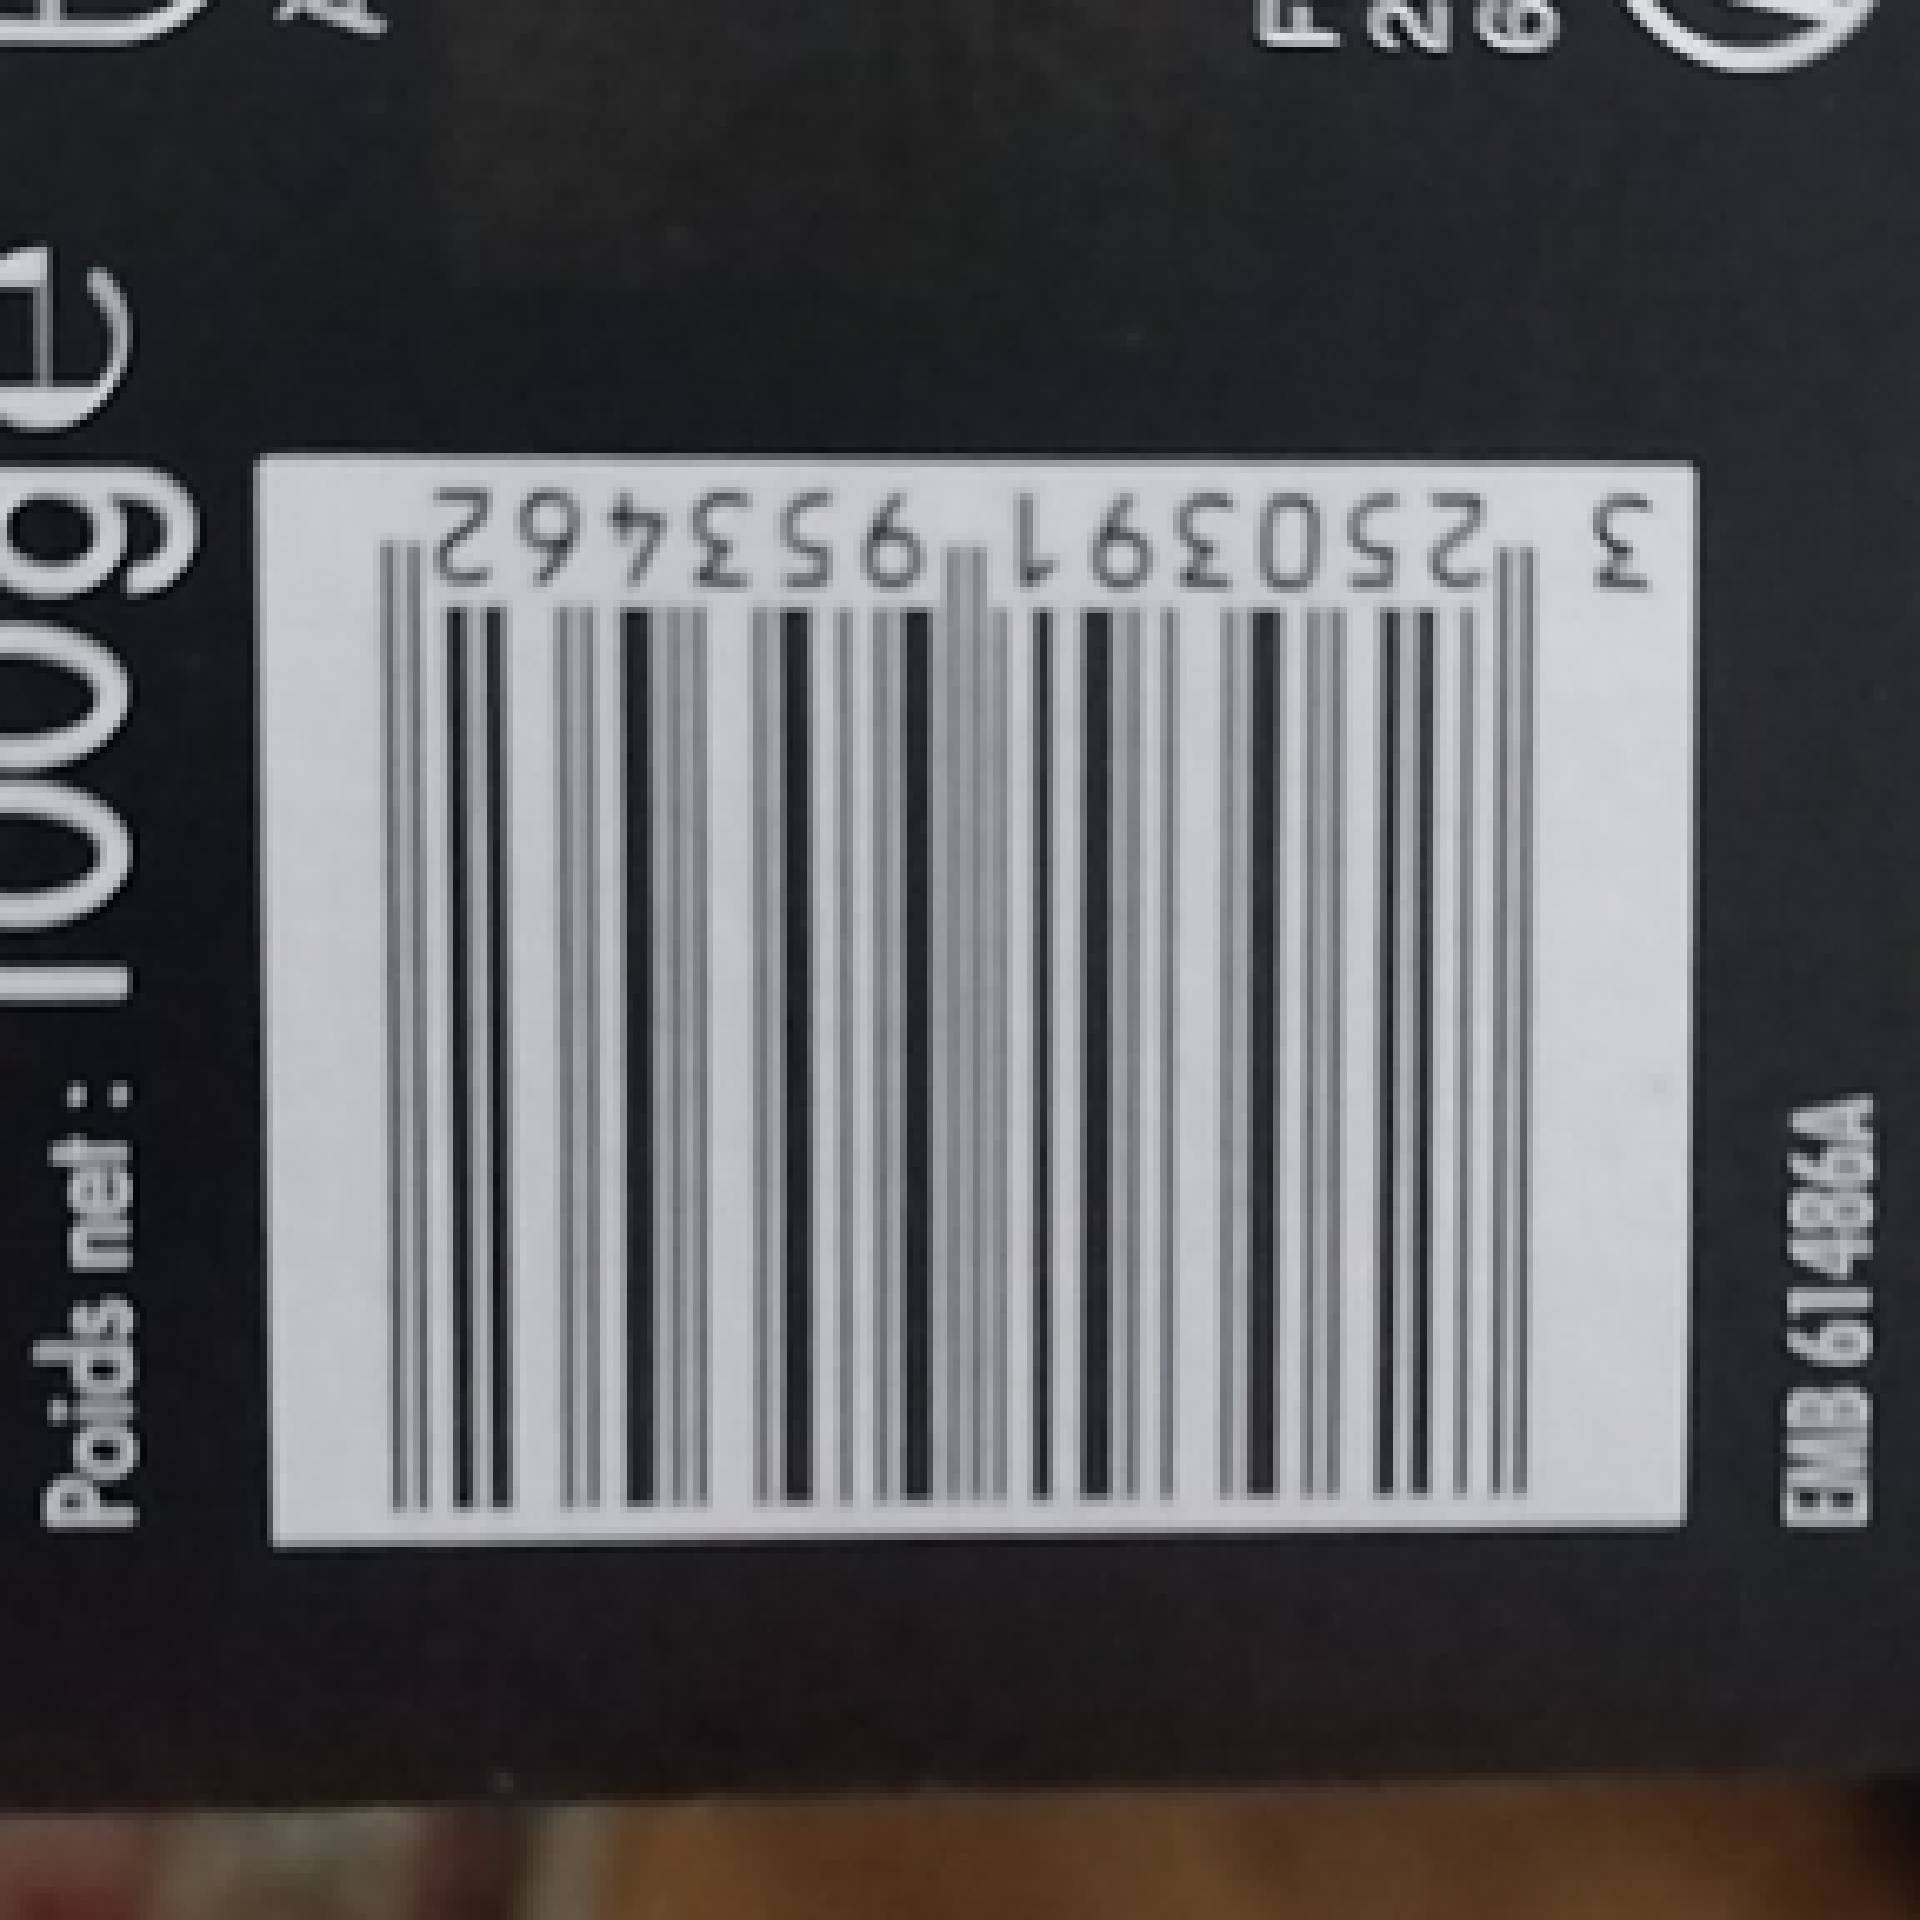 Poids net : 100g e
3 250391 953462
EMB 61486A